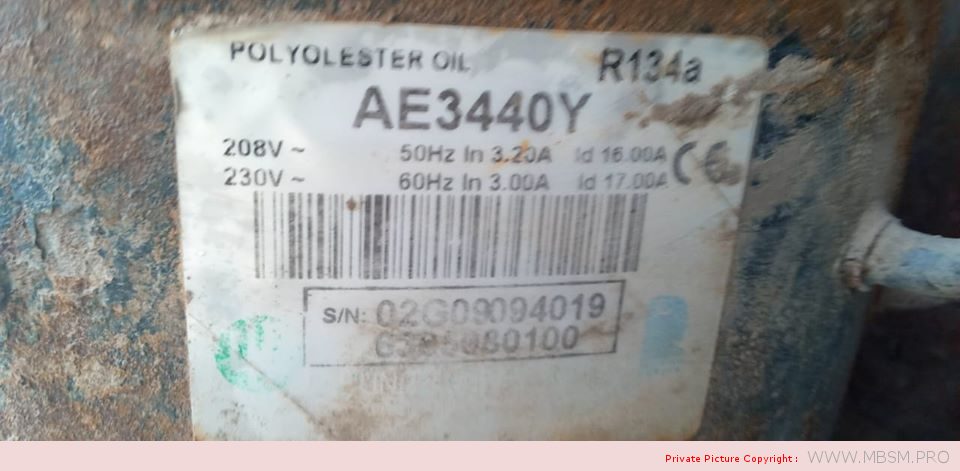 POLYOLESTER OIL R134a
AE3440Y
208V ~ 50Hz In 3.20A Id 16.00A
230V ~ 60Hz In 3.00A Id 17.00A
CE
S/N: 02G09094019
Private Picture Copyright : WWW.MBSM.PRO